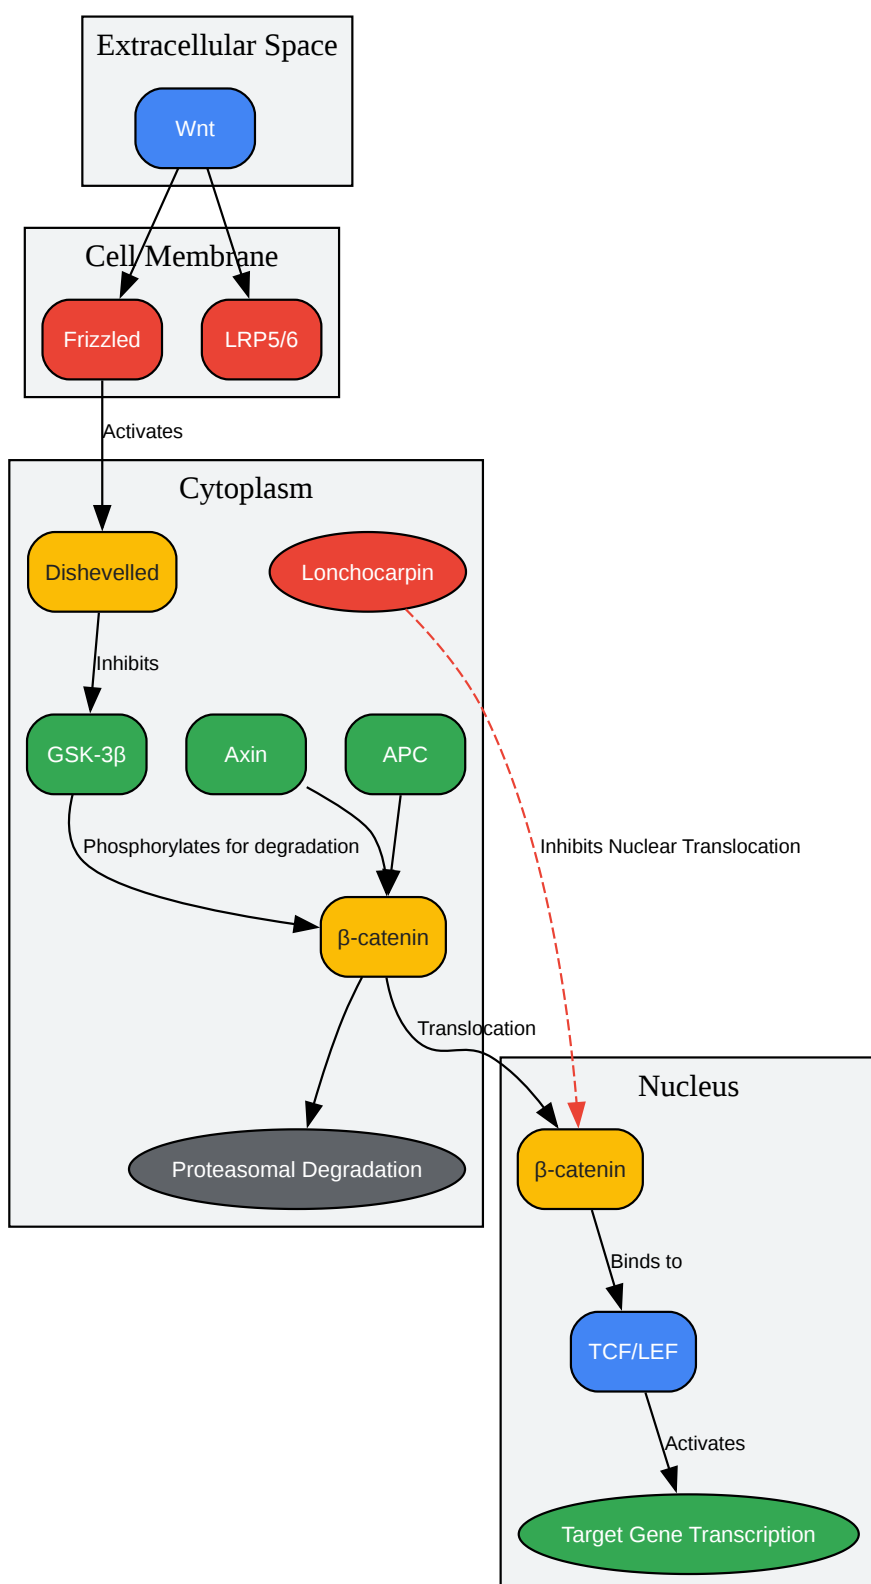 Extracellular Space
Wnt
Cell Membrane
Frizzled
LRP5/6
Activates
Cytoplasm
Dishevelled
Lonchocarpin
Inhibits
GSK-3β
Axin
APC
Phosphorylates for degradation
Inhibits Nuclear Translocation
β-catenin
Translocation
Nucleus
Proteasomal Degradation
β-catenin
Binds to
TCF/LEF
Activates
Target Gene Transcription